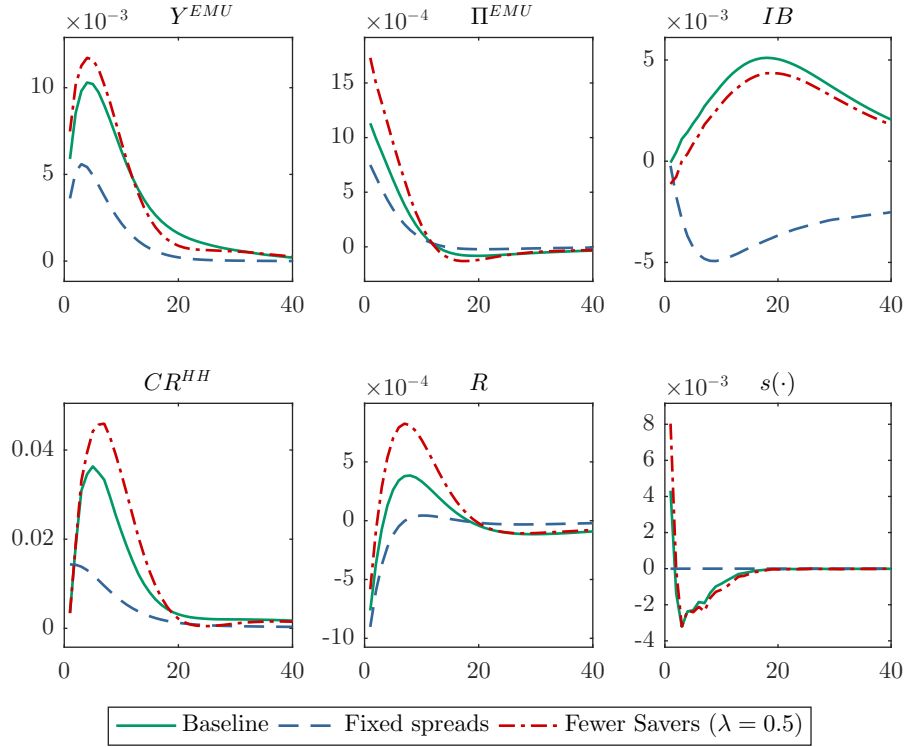 ×10⁻³ Y^{EMU} ×10⁻⁴ Π^{EMU} IB ×10⁻³
10 5 0
15 10 5 0
5 0 -5
0 20 40 0 20 40 0 20 40
CR^{HH} ×10⁻⁴ R ×10⁻³ s(·)
0.04 0.02 0
5 0 -5 -10
8 6 4 2 0 -2 -4
0 20 40 0 20 40 0 20 40
Baseline Fixed spreads Fewer Savers (λ = 0.5)